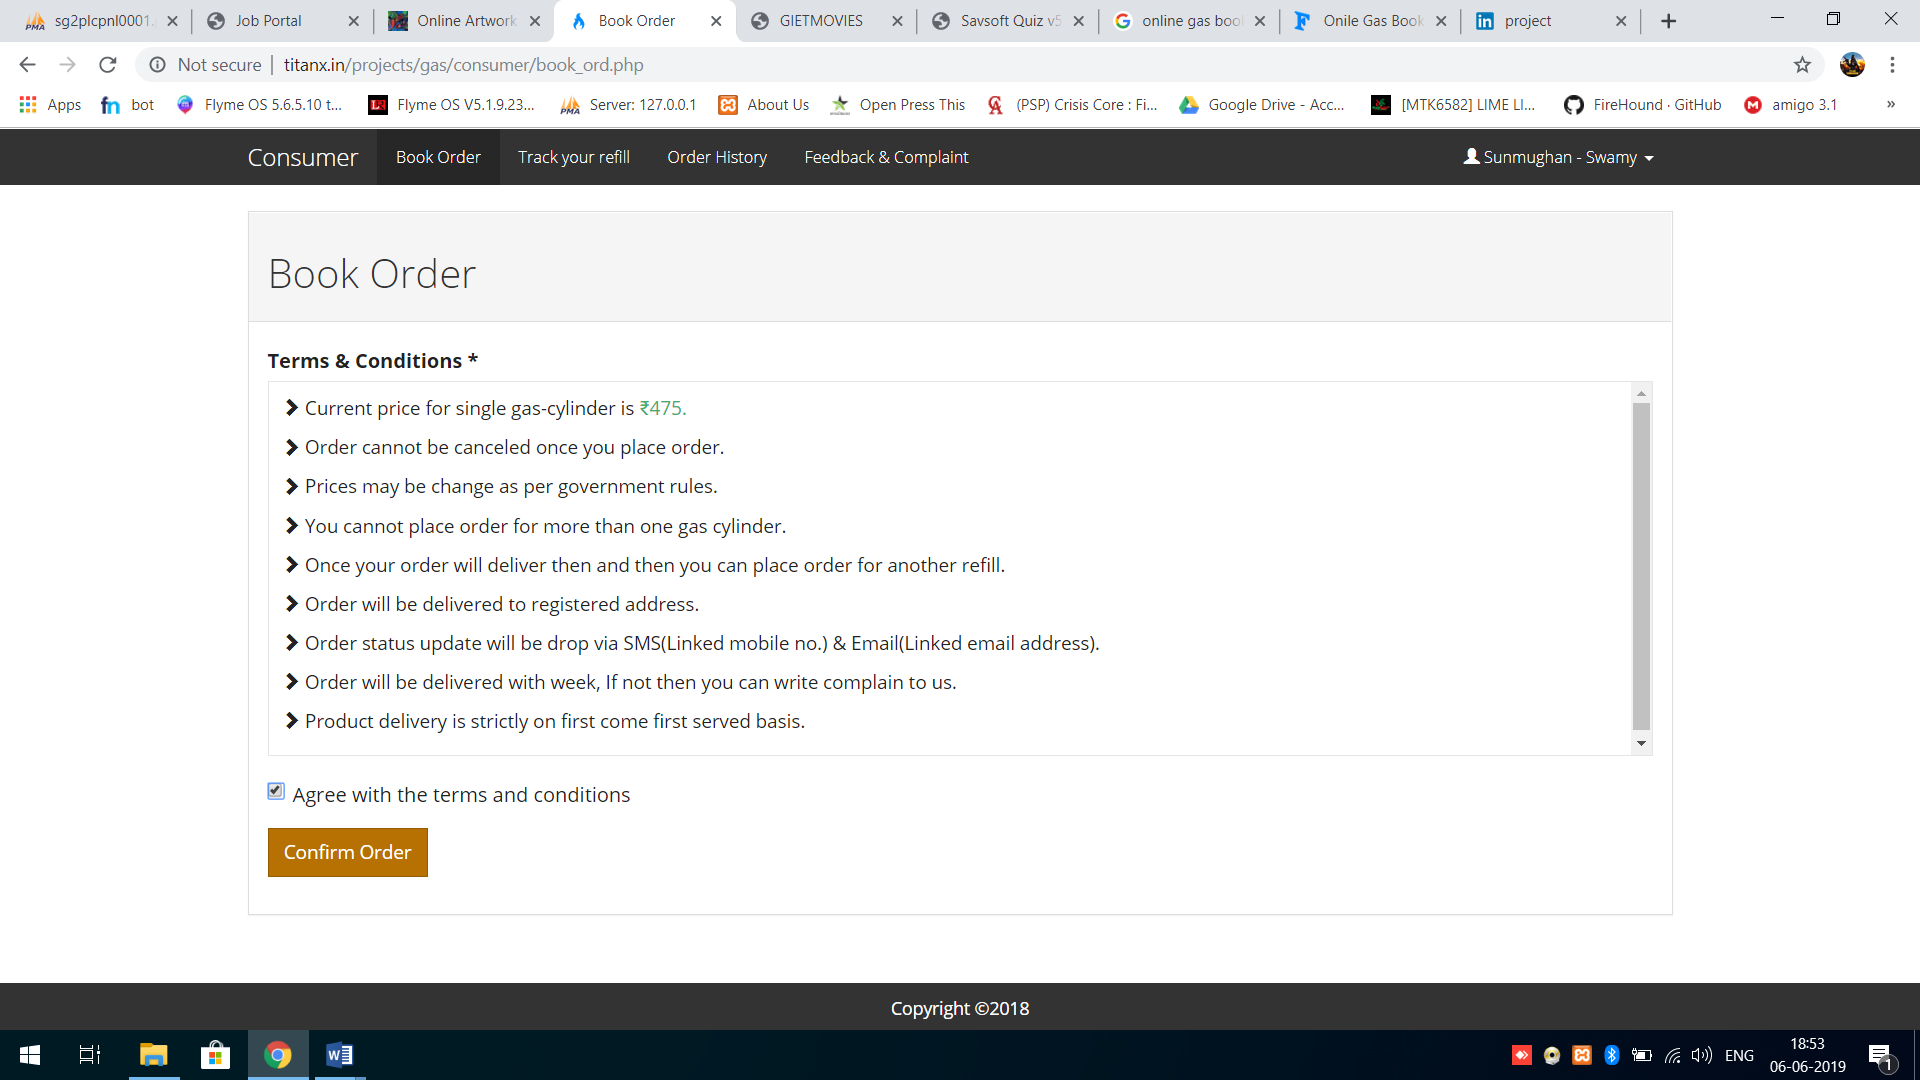 sg2plcpnl0001.
Job Portal
Online Artwork
Book Order
GIETMOVIES
Savsoft Quiz v5
online gas boo
Onile Gas Book
project
Not secure | titanx.in/projects/gas/consumer/book_ord.php
Apps
bot
Flyme OS 5.6.5.10 t...
Flyme OS V5.1.9.23...
Server: 127.0.0.1
About Us
Open Press This
(PSP) Crisis Core : Fi...
Google Drive - Acc...
[MTK6582] LIME LI...
FireHound · GitHub
amigo 3.1
»
Consumer
Book Order
Track your refill
Order History
Feedback & Complaint
Sunmughan - Swamy
Book Order
Terms & Conditions *
Current price for single gas-cylinder is ₹475.
Order cannot be canceled once you place order.
Prices may be change as per government rules.
You cannot place order for more than one gas cylinder.
Once your order will deliver then and then you can place order for another refill.
Order will be delivered to registered address.
Order status update will be drop via SMS(Linked mobile no.) & Email(Linked email address).
Order will be delivered with week, If not then you can write complain to us.
Product delivery is strictly on first come first served basis.
Agree with the terms and conditions
Confirm Order
Copyright ©2018
ENG
18:53
06-06-2019
1